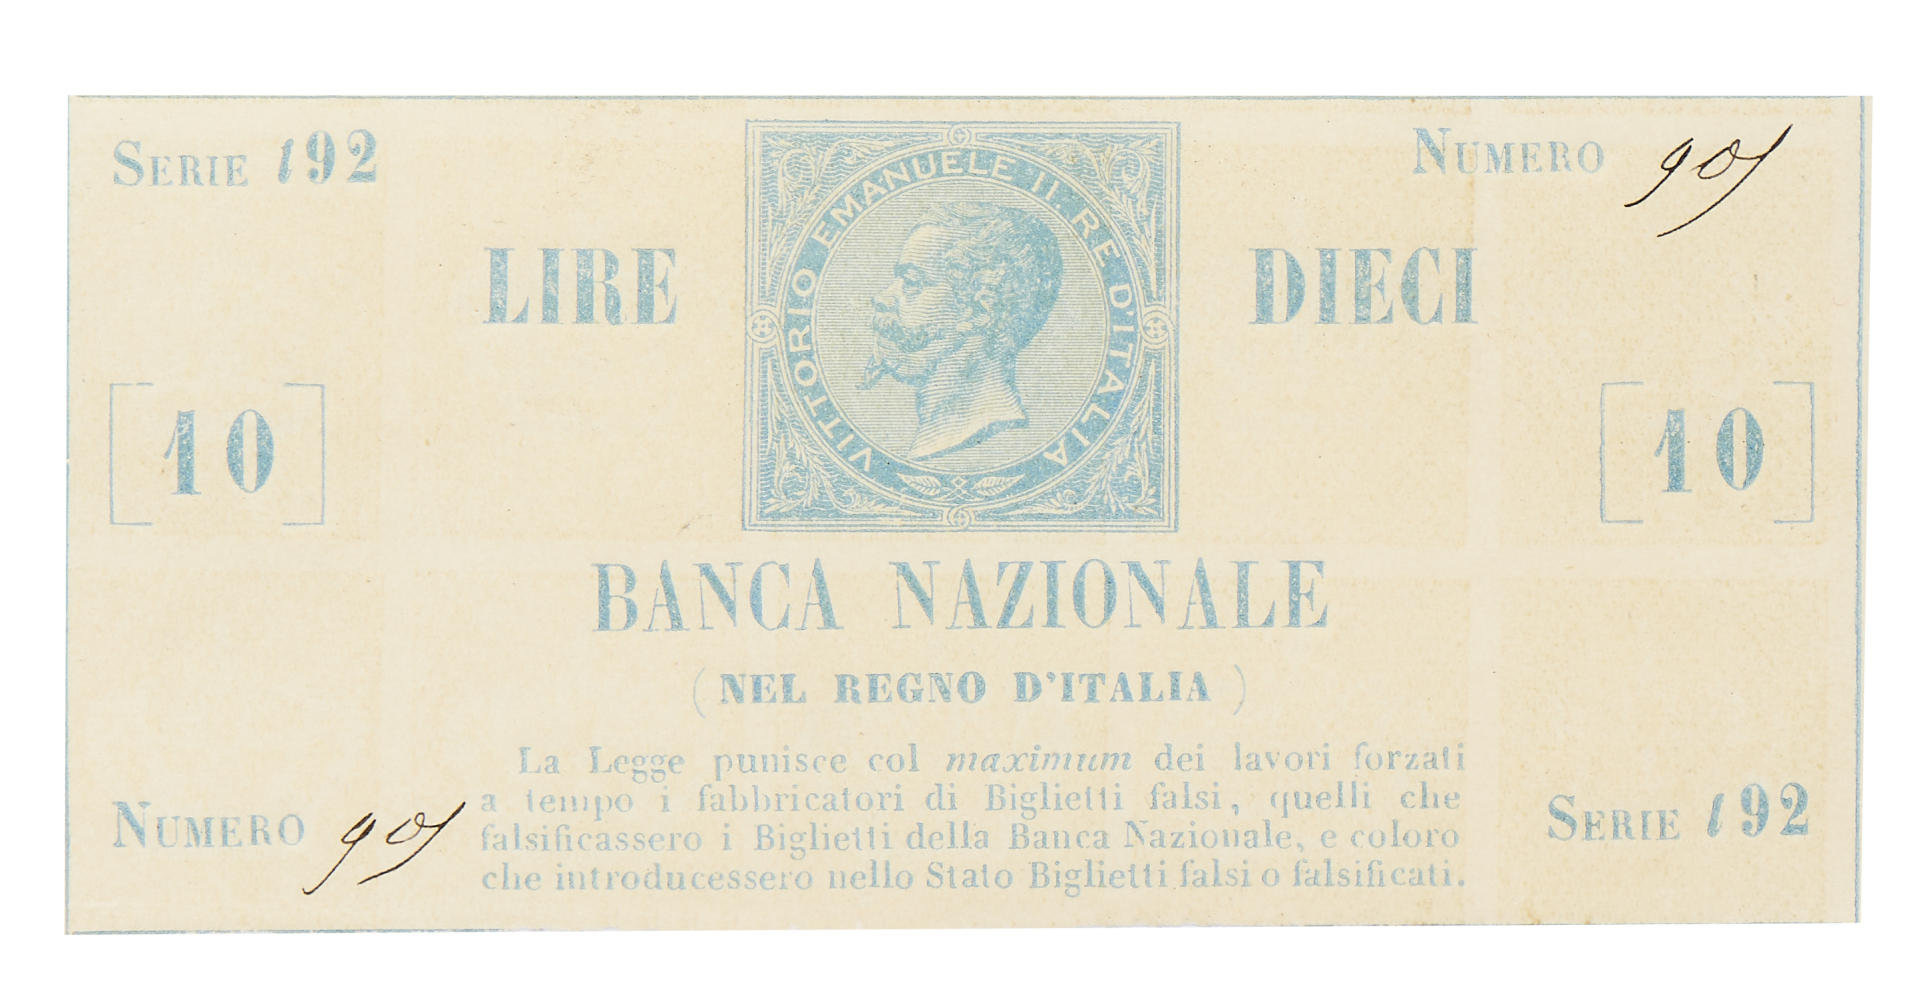 SERIE l92
NUMERO 901
VITTORIO EMANUELE II. RE D'ITALIA
LIRE DIECI
10 10
BANCA NAZIONALE
(NEL REGNO D'ITALIA)
La Legge punisce col maximum dei lavori forzati
a tempo i fabbricatori di Biglietti falsi, quelli che
falsificassero i Biglietti della Banca Nazionale, e coloro
che introducessero nello Stato Biglietti falsi o falsificati.
NUMERO 901
SERIE l92